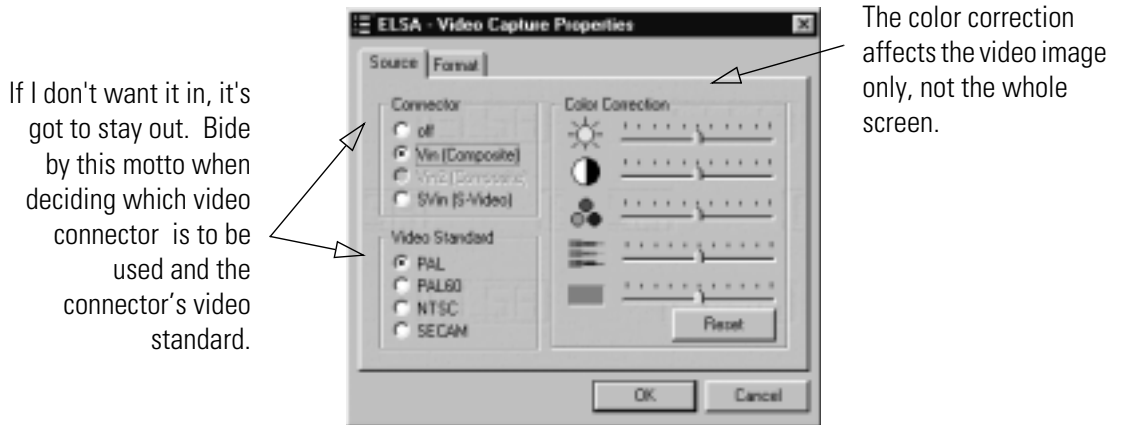 If I don't want it in, it's
got to stay out. Bide
by this motto when
deciding which video
connector is to be
used and the
connector's video
standard.
ELSA - Video Capture Properties
Source
Format
Connector
off
Vin (Composite)
Vin2 (Composite)
SVin (S-Video)
Video Standard
PAL
PAL60
NTSC
SECAM
Color Correction
Reset
OK
Cancel
The color correction
affects the video image
only, not the whole
screen.